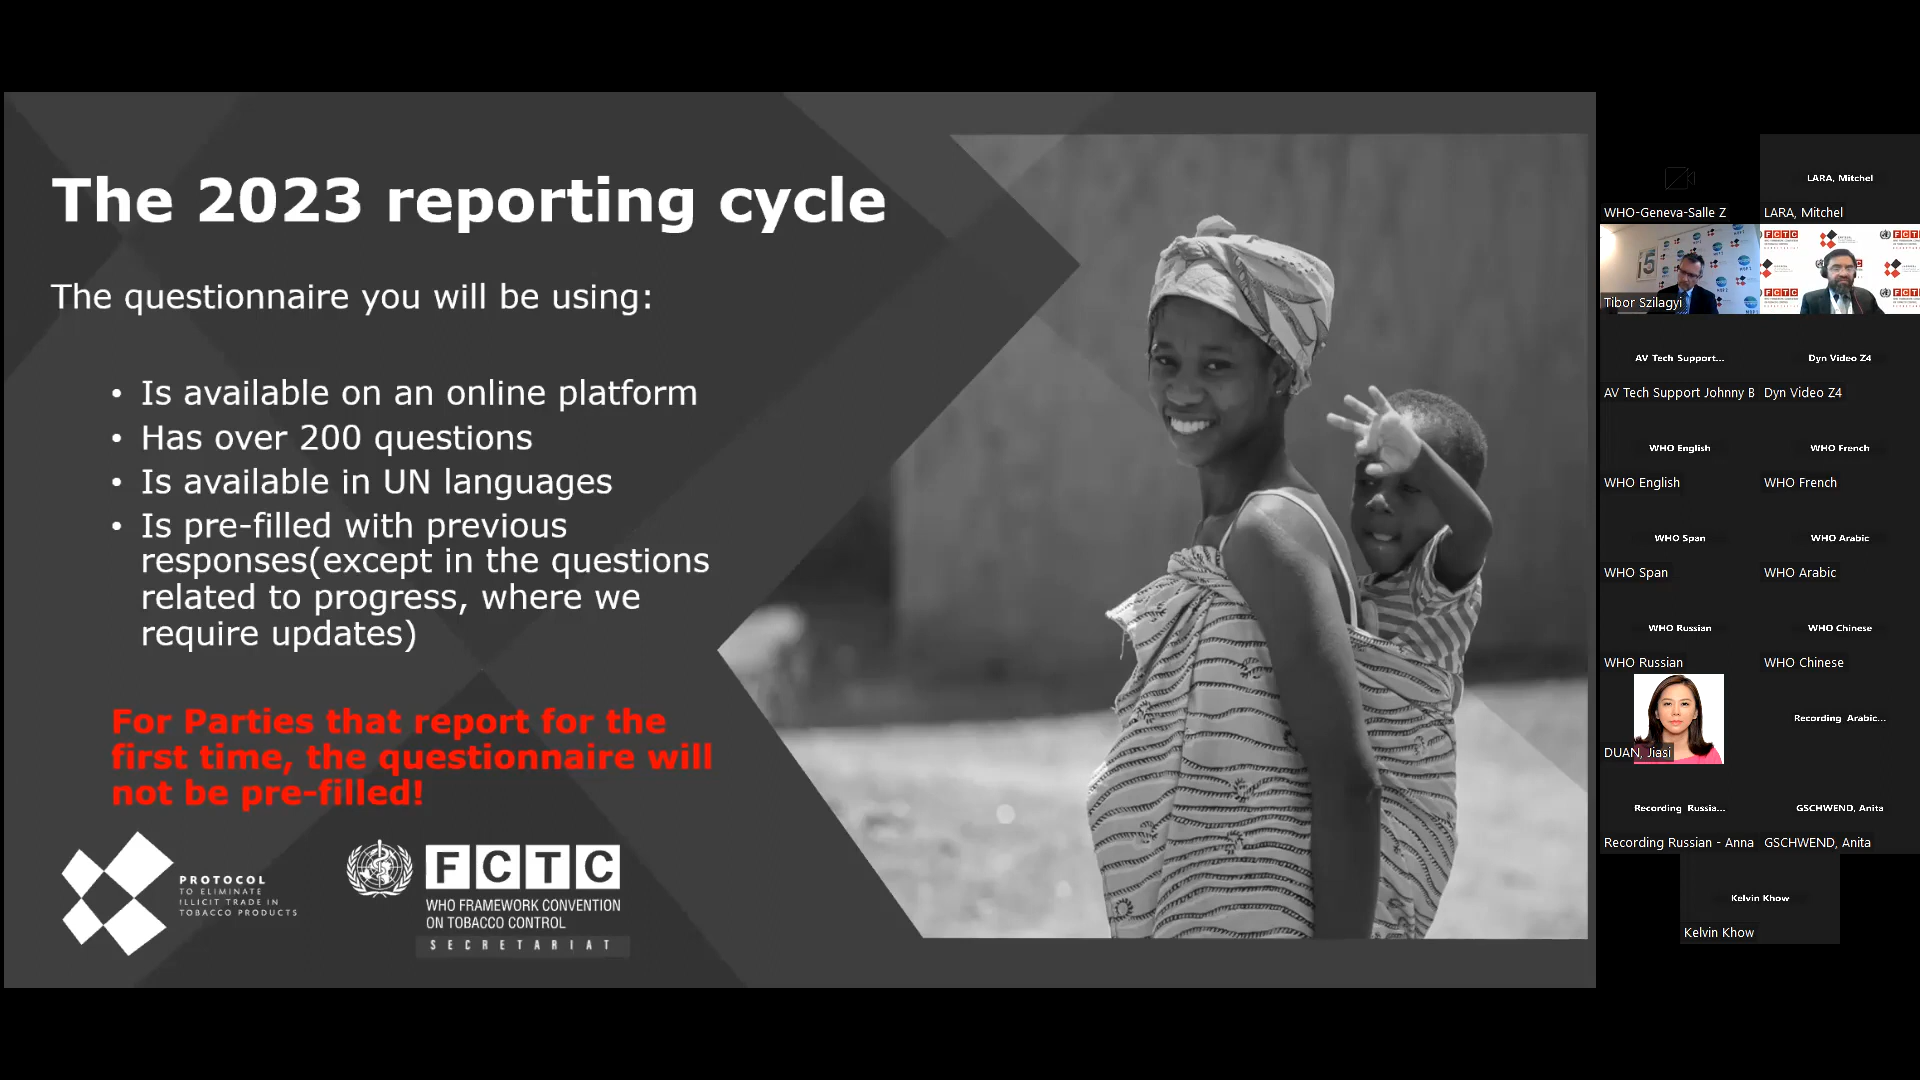 The 2023 reporting cycle
The questionnaire you will be using:
• Is available on an online platform
• Has over 200 questions
• Is available in UN languages
• Is pre-filled with previous
responses(except in the questions
related to progress, where we
require updates)
For Parties that report for the
first time, the questionnaire will
not be pre-filled!
PROTOCOL
TO ELIMINATE
ILLICIT TRADE IN
TOBACCO PRODUCTS
FCTC
WHO FRAMEWORK CONVENTION
ON TOBACCO CONTROL
SECRETARIAT
WHO-Geneva-Salle Z
LARA, Mitchel
LARA, Mitchel
Tibor Szilagyi
FCTC
AV Tech Support...
AV Tech Support Johnny B
Dyn Video Z4
Dyn Video Z4
WHO English
WHO English
WHO French
WHO French
WHO Span
WHO Span
WHO Arabic
WHO Arabic
WHO Russian
WHO Russian
WHO Chinese
WHO Chinese
DUAN, Jiasi
Recording Arabic...
Recording Russia...
Recording Russian - Anna
GSCHWEND, Anita
GSCHWEND, Anita
Kelvin Khow
Kelvin Khow